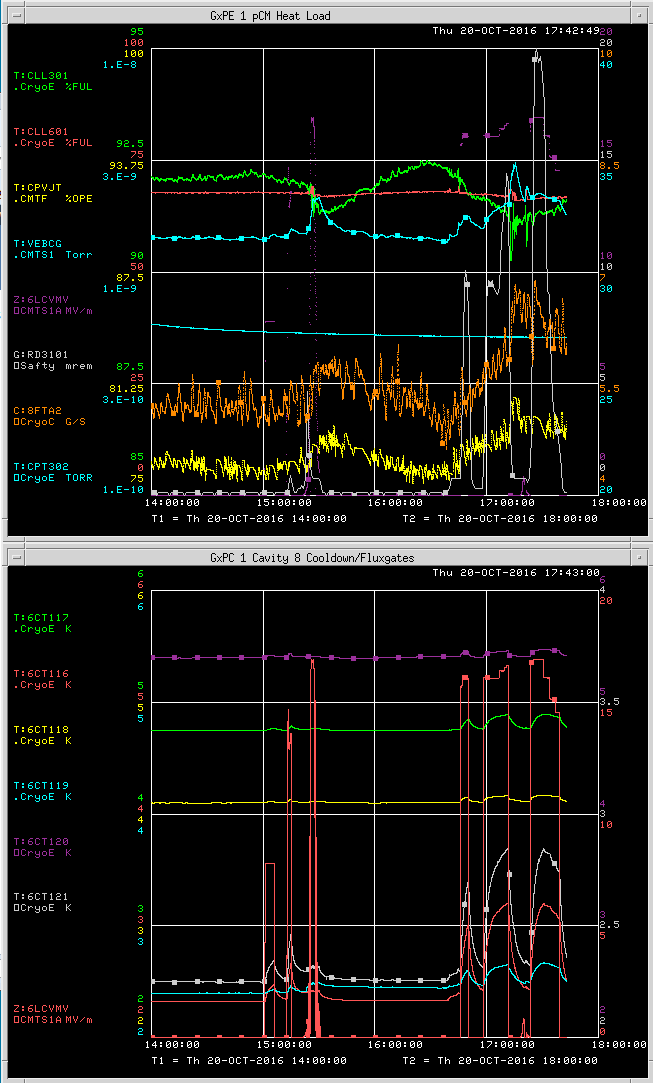 GxPE 1 pCM Heat Load
Thu 20-OCT-2016 17:42:49
95 100 100 1.E-8
20 20 10 40
T:CLL301
.CryoE %FUL
T:CLL601
.CryoE %FUL
92.5 75 93.75 3.E-9
15 15 8.5 35
T:CPVJT
.CMTF %OPE
T:VEBCG
.CMTS1 Torr
90 50 87.5 1.E-9
10 10 7 30
Z:6LCVMV
CMTS1A MV/m
G:RD3101
Safty mrem
87.5 25 81.25 3.E-10
5 5 5.5 25
C:8FTA2
CryoC G/S
T:CPT302
CryoE TORR
85 0 75 1.E-10
0 0 4 20
14:00:00 15:00:00 16:00:00 17:00:00 18:00:00
T1 = Th 20-OCT-2016 14:00:00 T2 = Th 20-OCT-2016 18:00:00
GxPC 1 Cavity 8 Cooldown/Fluxgates
Thu 20-OCT-2016 17:43:00
6 6 6 6
6 4 20
T:6CT117
.CryoE K
T:6CT116
.CryoE K
5 5 5 5
5 3.5 15
T:6CT118
.CryoE K
T:6CT119
.CryoE K
4 4 4 4
4 3 10
T:6CT120
CryoE K
T:6CT121
CryoE K
3 3 3 3
3 2.5 5
Z:6LCVMV
CMTS1A MV/m
2 2 2 2
2 2 0
14:00:00 15:00:00 16:00:00 17:00:00 18:00:00
T1 = Th 20-OCT-2016 14:00:00 T2 = Th 20-OCT-2016 18:00:00